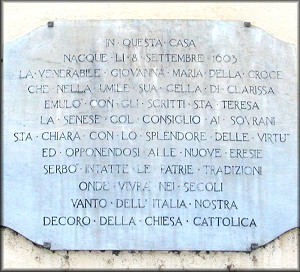 IN QUESTA CASA
NACQUE LI 8 SETTEMBRE 1603
LA VENERABILE GIOVANNA MARIA DELLA CROCE
CHE NELLA UMILE SUA CELLA DI CLARISSA
EMULÒ CON GLI SCRITTI STA TERESA
LA SENESE COL CONSIGLIO AI SOVRANI
STA CHIARA CON LO SPLENDORE DELLE VIRTÙ
ED OPPONENDOSI ALLE NUOVE ERESIE
SERBÒ INTATTE LE PATRIE TRADIZIONI
ONDE VIVRÀ NEI SECOLI
VANTO DELL'ITALIA NOSTRA
DECORO DELLA CHIESA CATTOLICA